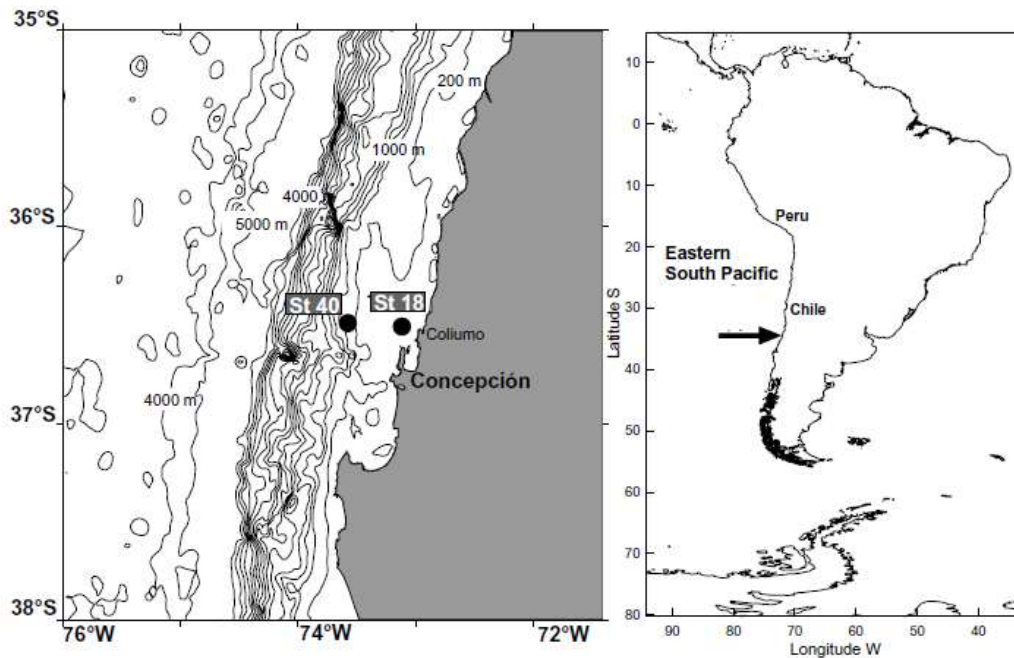 35°S
36°S
37°S
38°S
76°W
74°W
72°W
200 m
1000 m
4000
5000 m
4000 m
St 40
St 18
Coliumo
Concepción
10
0
10
20
30
40
50
60
70
80
Latitude S
Peru
Eastern
South Pacific
Chile
90
80
70
60
50
40
Longitude W